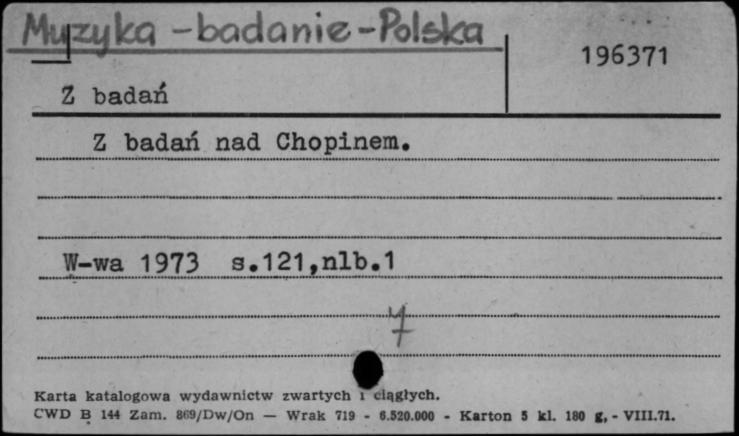 Muzyka - badanie - Polska
196371
Z badań
Z badań nad Chopinem.
W-wa 1973 s.121,nlb.1
7
Karta katalogowa wydawnictw zwartych i ciągłych.
CWD B 144 Zam. 869/Dw/On — Wrak 719 - 6.520.000 - Karton 5 kl. 180 g, - VIII.71.